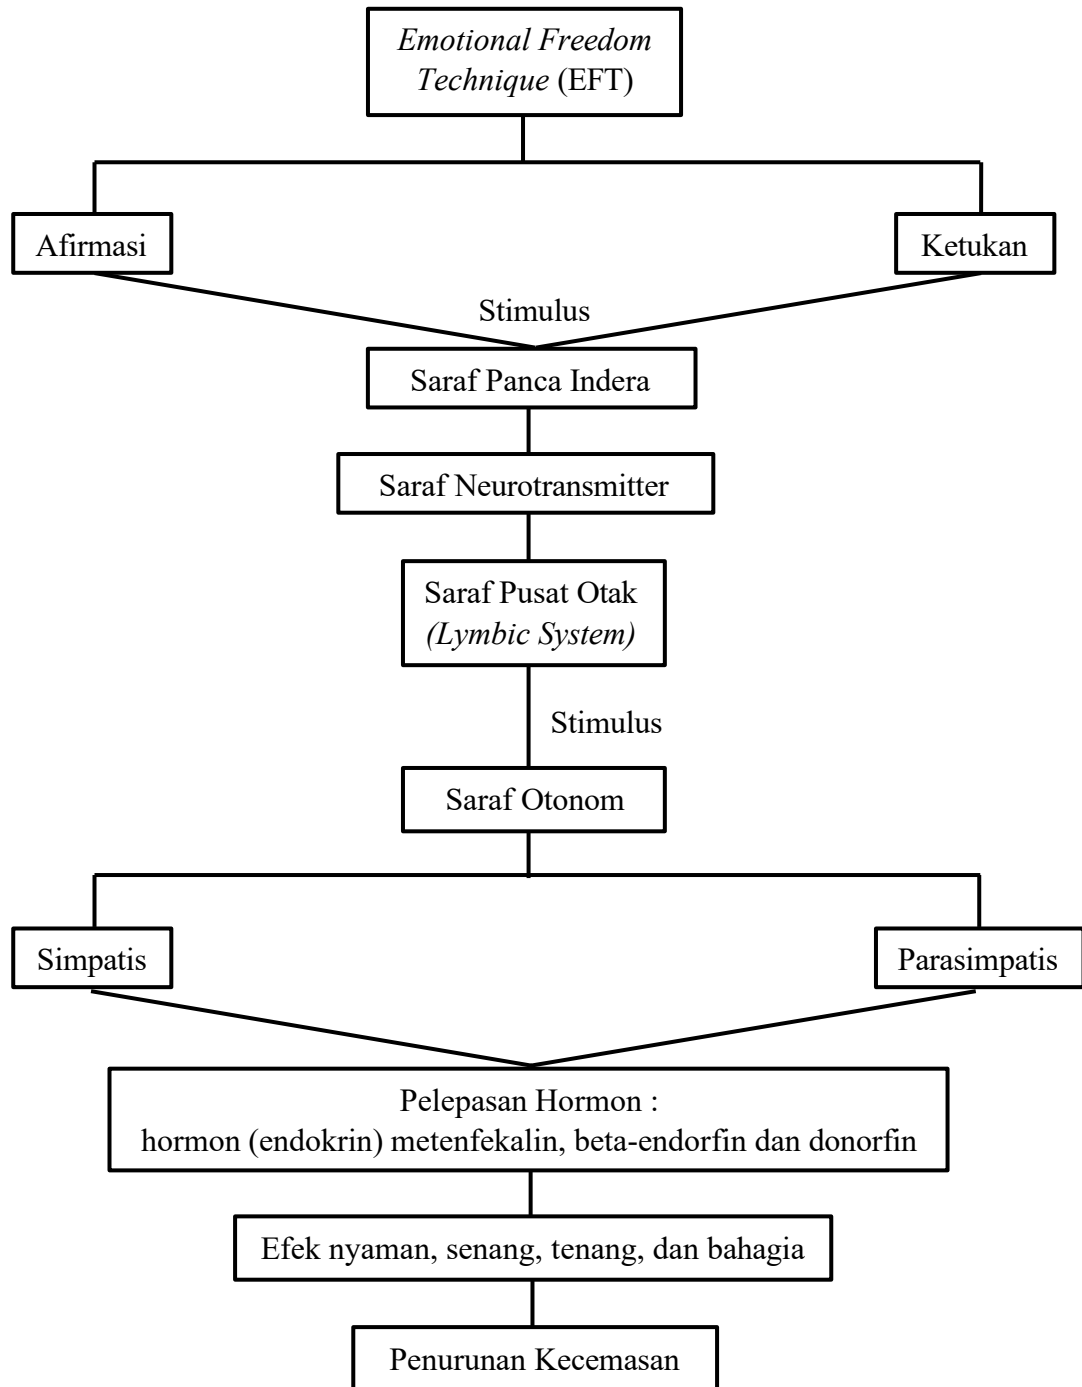 Emotional Freedom
Technique (EFT)
Afirmasi
Ketukan
Stimulus
Saraf Panca Indera
Saraf Neurotransmitter
Saraf Pusat Otak
(Lymbic System)
Stimulus
Saraf Otonom
Simpatis
Parasimpatis
Pelepasan Hormon :
hormon (endokrin) metenfekalin, beta-endorfin dan donorfin
Efek nyaman, senang, tenang, dan bahagia
Penurunan Kecemasan